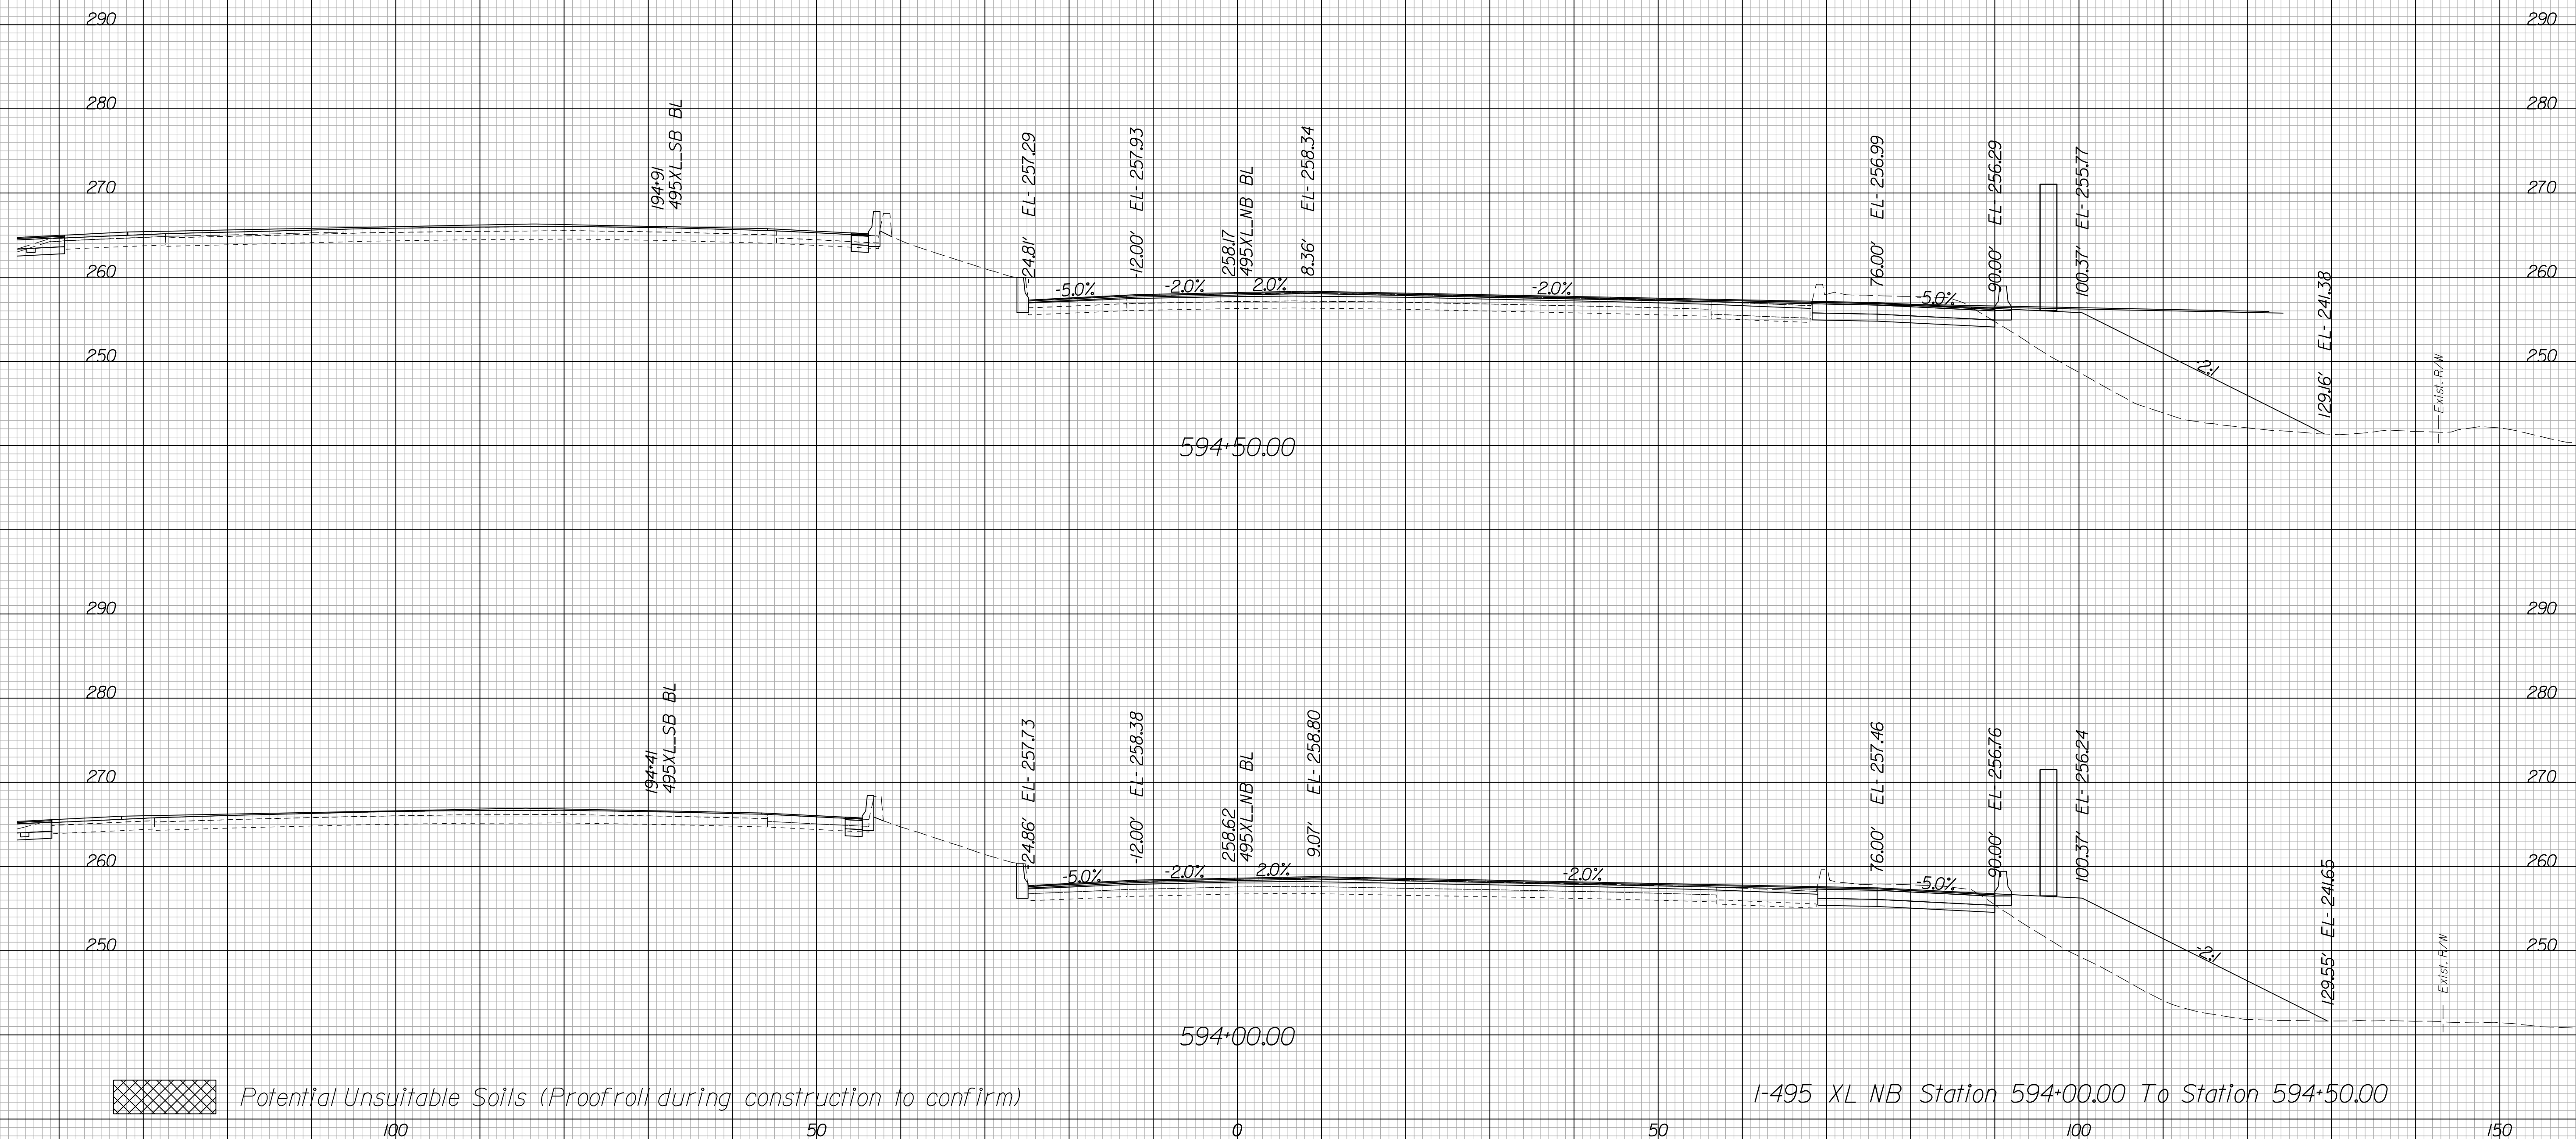 290
290
280
280
194+91
495XL_SB BL
-24.81' EL- 257.29
-12.00' EL- 257.93
258.17
495XL_NB BL
8.36' EL- 258.34
76.00' EL- 256.99
90.00' EL- 256.29
100.37' EL- 255.77
270
270
260
260
-5.0%
-2.0%
2.0%
-2.0%
-5.0%
129.16' EL- 241.38
250
250
-2:1
Exist. R/W
594+50.00
290
290
280
280
194+41
495XL_SB BL
-24.86' EL- 257.73
-12.00' EL- 258.38
258.62
495XL_NB BL
9.07' EL- 258.80
76.00' EL- 257.46
90.00' EL- 256.76
100.37' EL- 256.24
270
270
260
260
-5.0%
-2.0%
2.0%
-2.0%
-5.0%
129.55' EL- 241.65
250
250
-2:1
Exist. R/W
594+00.00
Potential Unsuitable Soils (Proofroll during construction to confirm)
I-495 XL NB Station 594+00.00 To Station 594+50.00
100
50
0
50
100
150